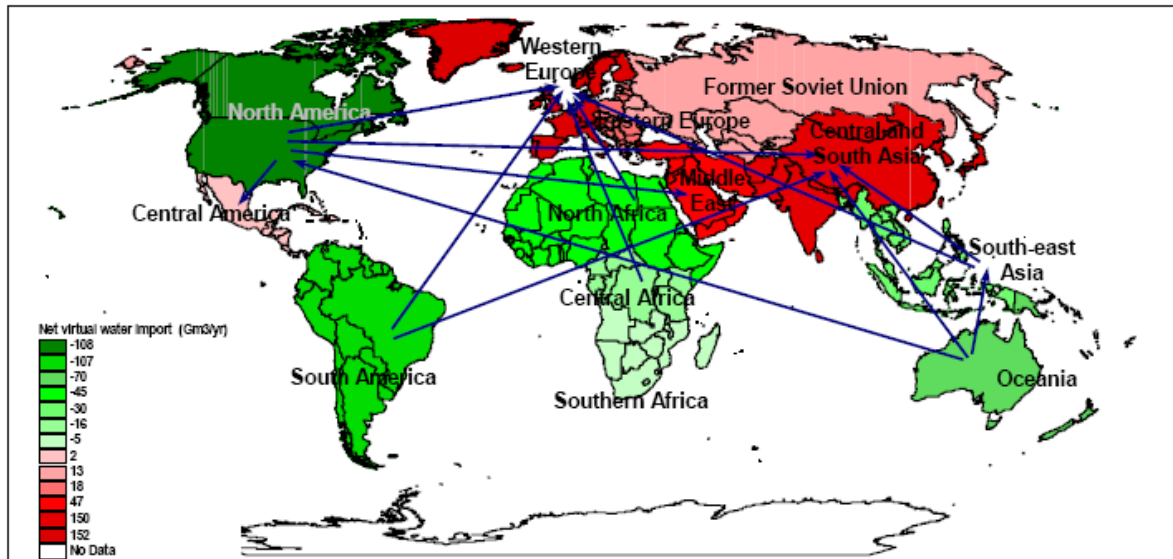 Western
Europe
North America
Former Soviet Union
Eastern Europe
Central and
South Asia
Middle
East
Central America
North Africa
South-east
Asia
Central Africa
South America
Southern Africa
Oceania
Net virtual water import (Gm3/yr)
-108
-107
-70
-45
-30
-16
-5
2
13
18
47
150
152
No Data